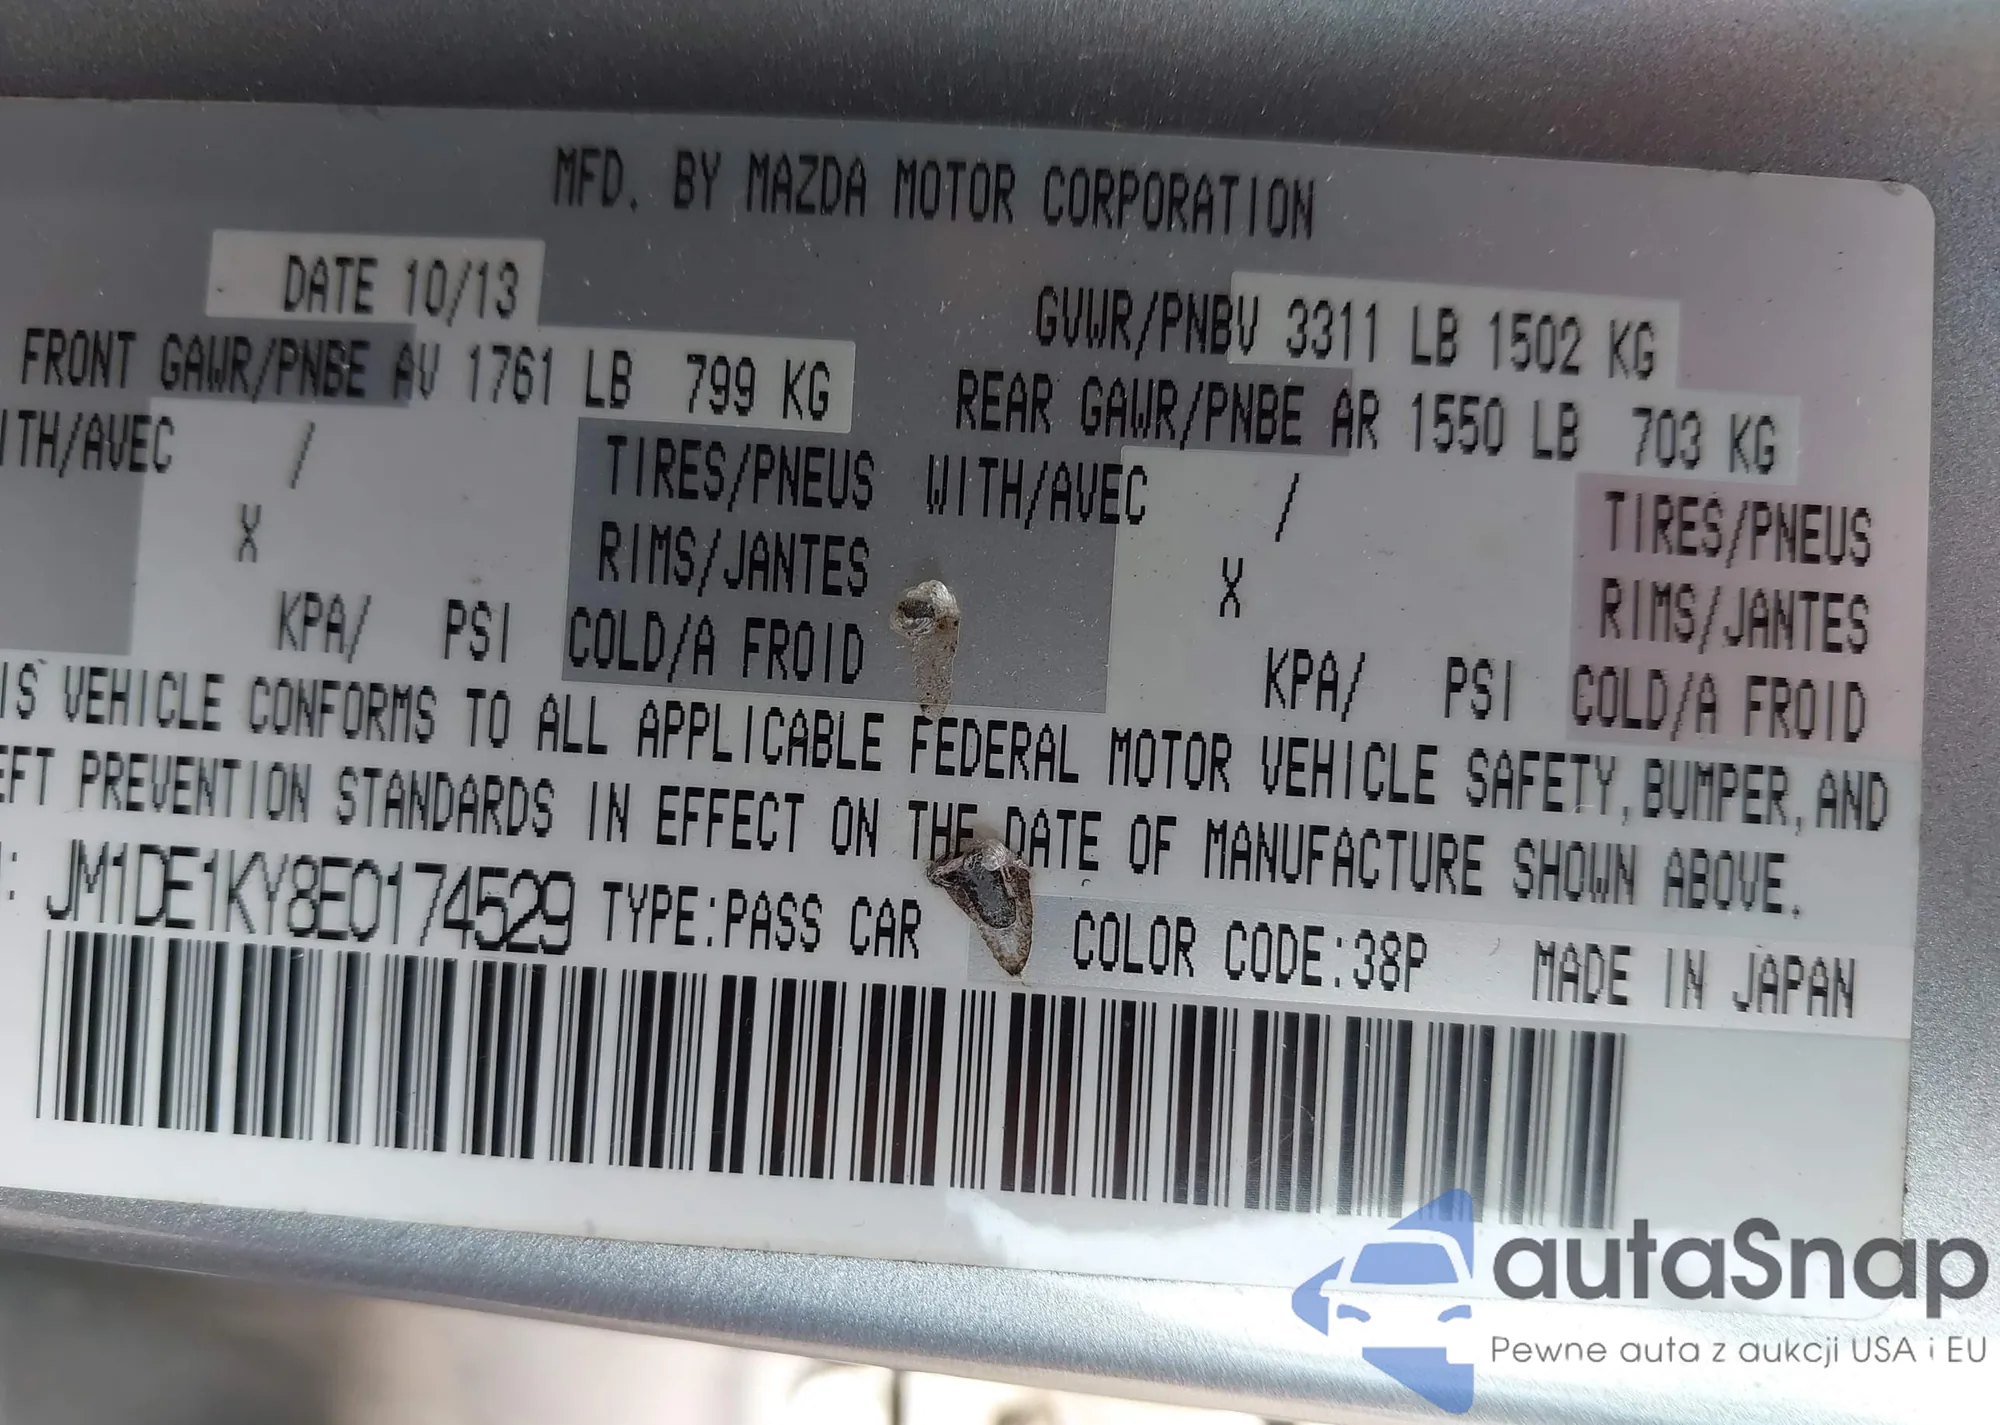 MFD. BY MAZDA MOTOR CORPORATION
DATE 10/13
GVWR/PNBV 3311 LB 1502 KG
FRONT GAWR/PNBE AV 1761 LB 799 KG
REAR GAWR/PNBE AR 1550 LB 703 KG
ITH/AVEC / TIRES/PNEUS WITH/AVEC / TIRES/PNEUS
X RIMS/JANTES X RIMS/JANTES
KPA/ PSI COLD/A FROID KPA/ PSI COLD/A FROID
IS VEHICLE CONFORMS TO ALL APPLICABLE FEDERAL MOTOR VEHICLE SAFETY, BUMPER, AND
EFT PREVENTION STANDARDS IN EFFECT ON THE DATE OF MANUFACTURE SHOWN ABOVE.
: JM1DE1KY8E0174529 TYPE:PASS CAR COLOR CODE:38P MADE IN JAPAN
autaSnap
Pewne auta z aukcji USA i EU